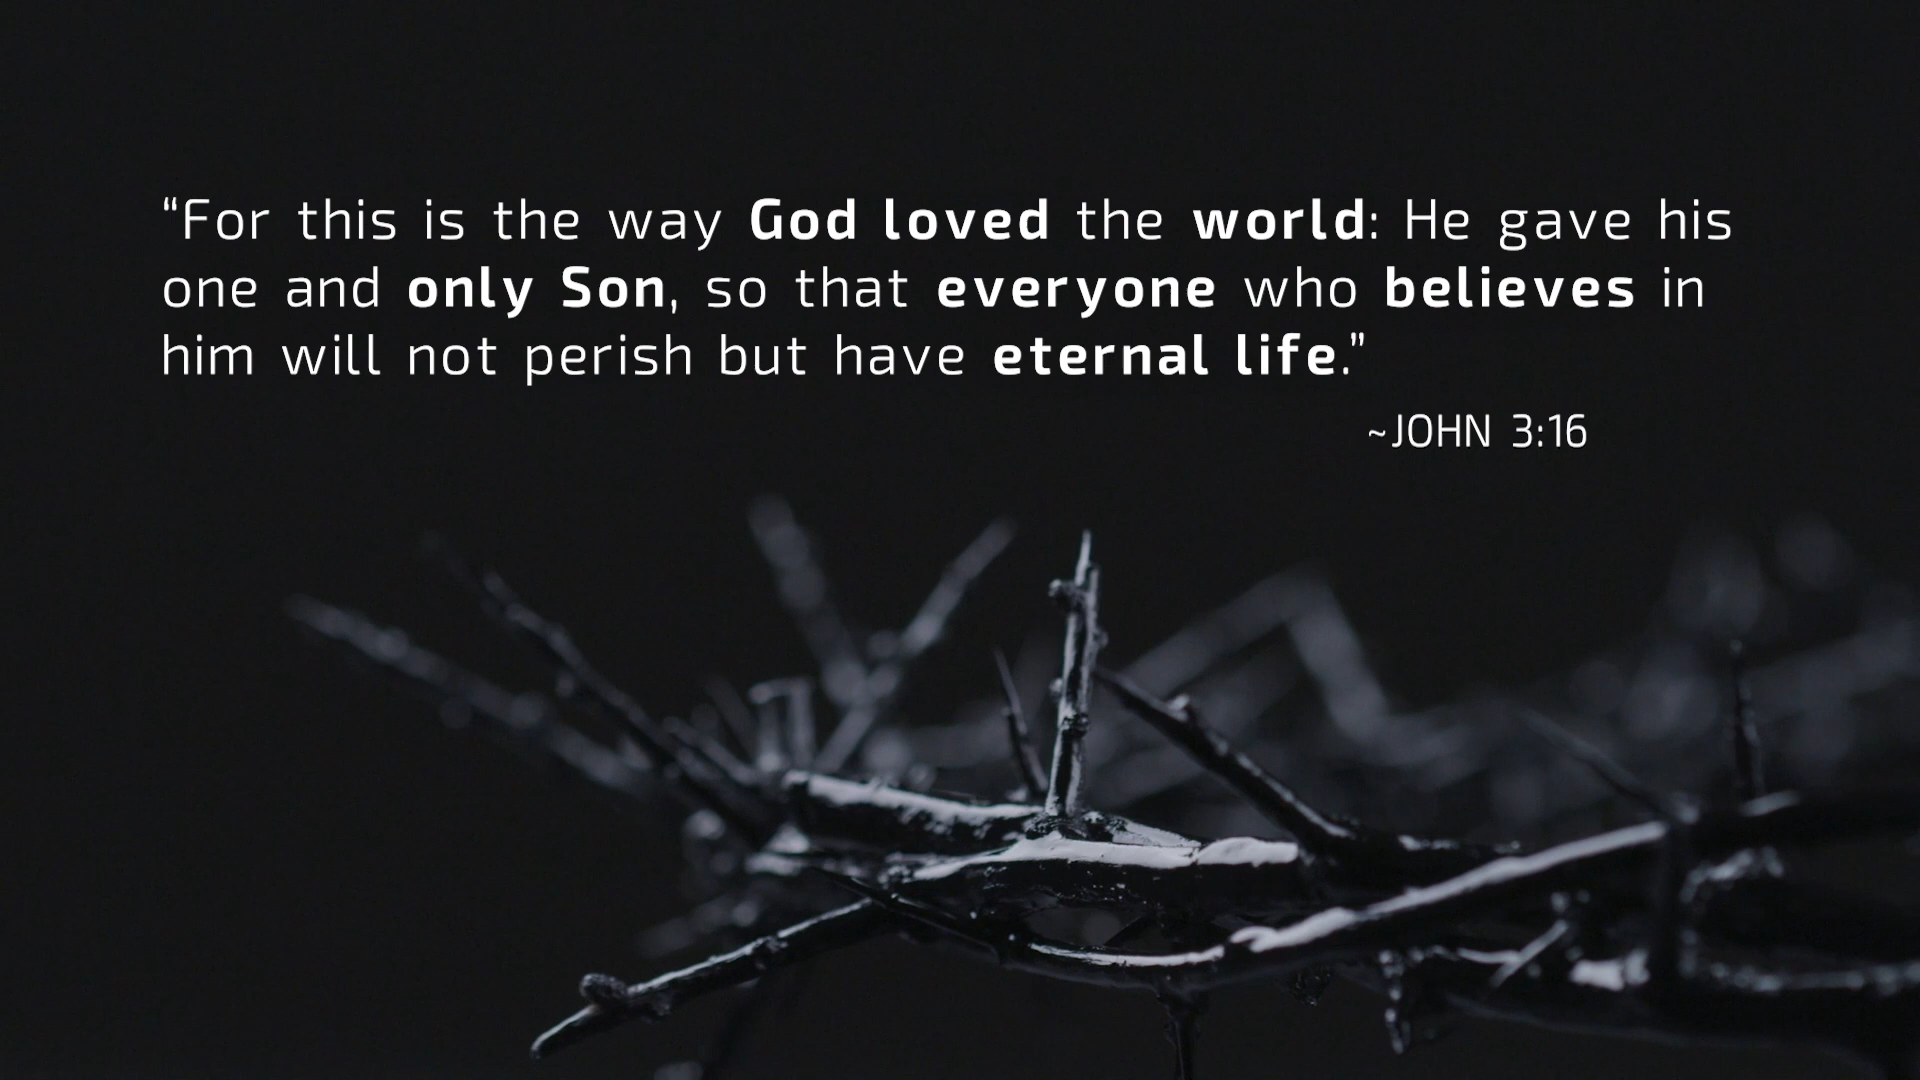 “For this is the way God loved the world: He gave his
one and only Son, so that everyone who believes in
him will not perish but have eternal life.”
~JOHN 3:16